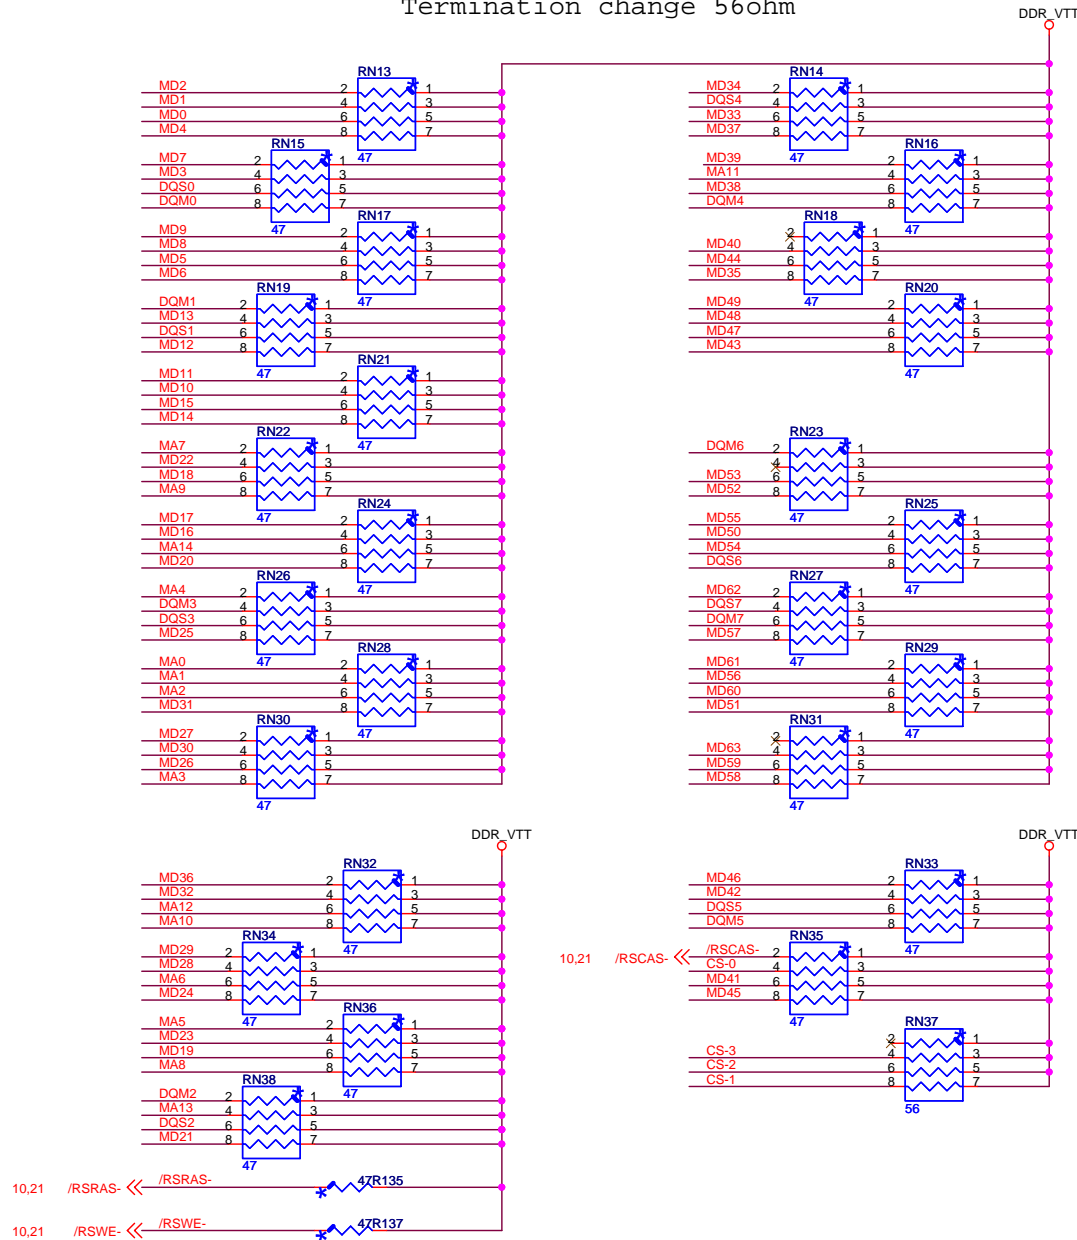 Termination change 56ohm
DDR_VTT
RN13
MD2 2 1
MD1 4 3
MD0 6 5
MD4 8 7
47
RN15
MD7 2 1
MD3 4 3
DQS0 6 5
DQM0 8 7
47
RN17
MD9 2 1
MD8 4 3
MD5 6 5
MD6 8 7
47
RN19
DQM1 2 1
MD13 4 3
DQS1 6 5
MD12 8 7
47
RN21
MD11 2 1
MD10 4 3
MD15 6 5
MD14 8 7
47
RN22
MA7 2 1
MD22 4 3
MD18 6 5
MA9 8 7
47
RN24
MD17 2 1
MD16 4 3
MA14 6 5
MD20 8 7
47
RN26
MA4 2 1
DQM3 4 3
DQS3 6 5
MD25 8 7
47
RN28
MA0 2 1
MA1 4 3
MA2 6 5
MD31 8 7
47
RN30
MD27 2 1
MD30 4 3
MD26 6 5
MA3 8 7
47
RN14
MD34 2 1
DQS4 4 3
MD33 6 5
MD37 8 7
47
RN16
MD39 2 1
MA11 4 3
MD38 6 5
DQM4 8 7
47
RN18
2 1
MD40 4 3
MD44 6 5
MD35 8 7
47
RN20
MD49 2 1
MD48 4 3
MD47 6 5
MD43 8 7
47
RN23
DQM6 2 1
4 3
MD53 6 5
MD52 8 7
47
RN25
MD55 2 1
MD50 4 3
MD54 6 5
DQS6 8 7
47
RN27
MD62 2 1
DQS7 4 3
DQM7 6 5
MD57 8 7
47
RN29
MD61 2 1
MD56 4 3
MD60 6 5
MD51 8 7
47
RN31
2 1
MD63 4 3
MD59 6 5
MD58 8 7
47
DDR_VTT
RN32
MD36 2 1
MD32 4 3
MA12 6 5
MA10 8 7
47
RN34
MD29 2 1
MD28 4 3
MA6 6 5
MD24 8 7
47
RN36
MA5 2 1
MD23 4 3
MD19 6 5
MA8 8 7
47
RN38
DQM2 2 1
MA13 4 3
DQS2 6 5
MD21 8 7
47
10,21 /RSRAS- /RSRAS- 47R135
10,21 /RSWE- /RSWE- 47R137
DDR_VTT
RN33
MD46 2 1
MD42 4 3
DQS5 6 5
DQM5 8 7
47
RN35
10,21 /RSCAS- /RSCAS- 2 1
CS-0 4 3
MD41 6 5
MD45 8 7
47
RN37
2 1
CS-3 4 3
CS-2 6 5
CS-1 8 7
56